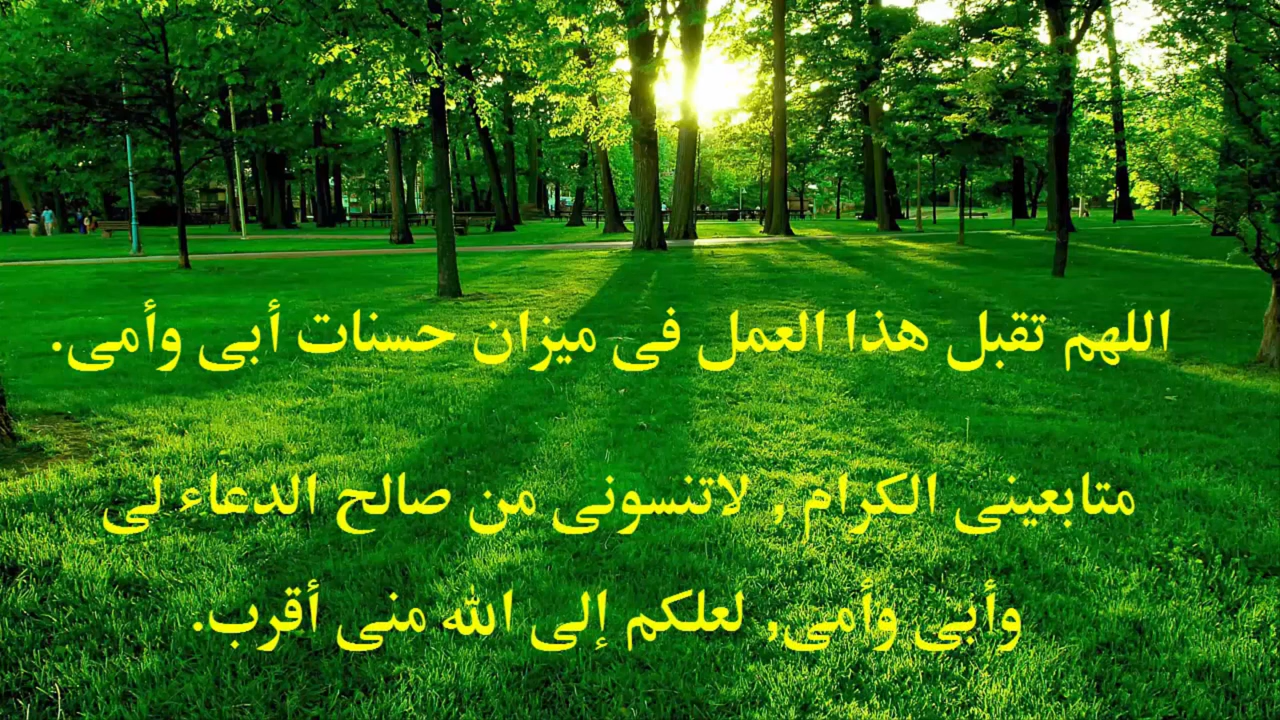 اللهم تقبل هذا العمل فى ميزان حسنات أبى وأمى.
متابعينى الكرام, لاتنسونى من صالح الدعاء لى
وأبى وأمى, لعلكم إلى الله منى أقرب.